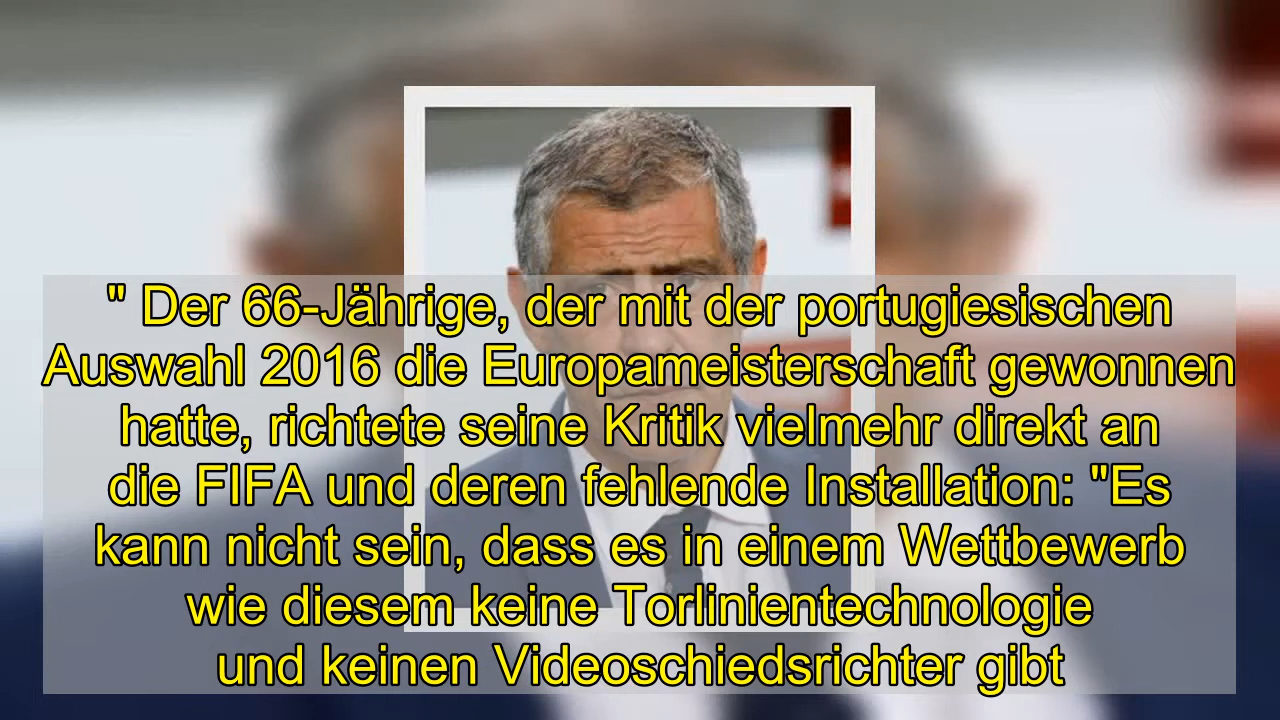 " Der 66-Jährige, der mit der portugiesischen
Auswahl 2016 die Europameisterschaft gewonnen
hatte, richtete seine Kritik vielmehr direkt an
die FIFA und deren fehlende Installation: "Es
kann nicht sein, dass es in einem Wettbewerb
wie diesem keine Torlinientechnologie
und keinen Videoschiedsrichter gibt